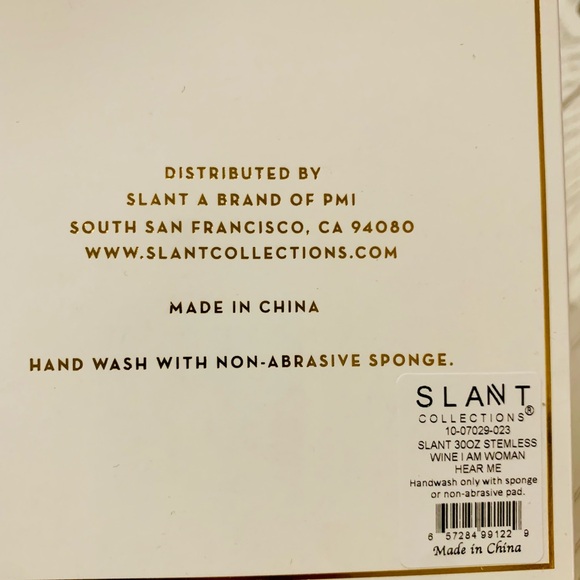 DISTRIBUTED BY
SLANT A BRAND OF PMI
SOUTH SAN FRANCISCO, CA 94080
WWW.SLANTCOLLECTIONS.COM
MADE IN CHINA
HAND WASH WITH NON-ABRASIVE SPONGE.
SLANT
COLLECTIONS®
10-07029-023
SLANT 30OZ STEMLESS
WINE I AM WOMAN
HEAR ME
Handwash only with sponge
or non-abrasive pad.
6 57284 99122 9
Made in China